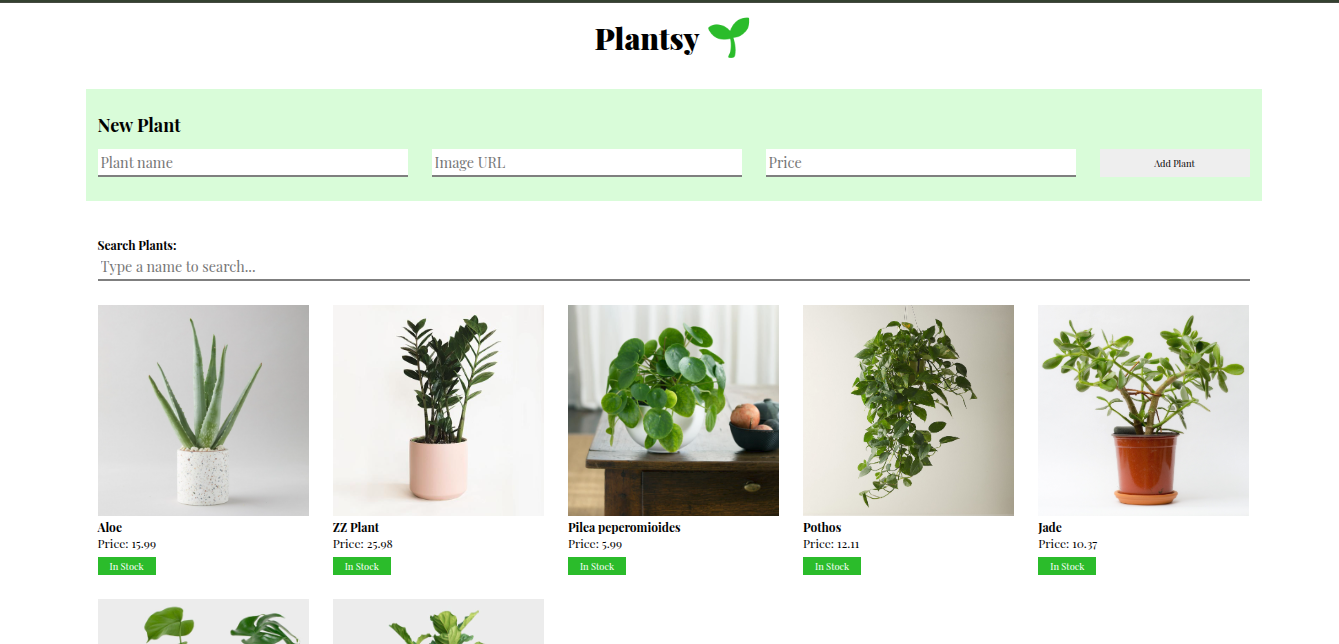 Plantsy
New Plant
Plant name
Image URL
Price
Add Plant
Search Plants:
Type a name to search...
Aloe
Price: 15.99
In Stock
ZZ Plant
Price: 25.98
In Stock
Pilea peperomioides
Price: 5.99
In Stock
Pothos
Price: 12.11
In Stock
Jade
Price: 10.37
In Stock